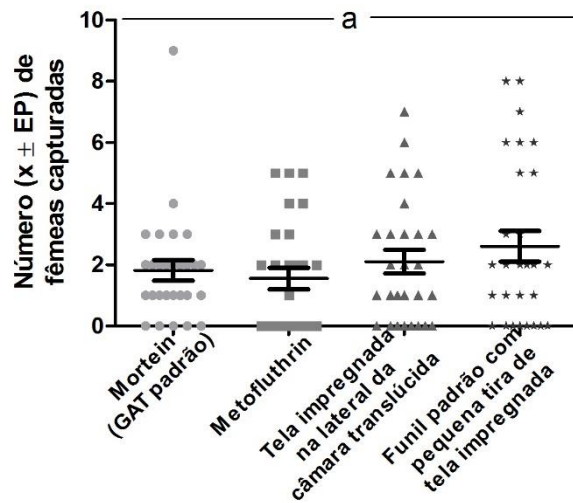 a
Número (x ± EP) de
fêmeas capturadas
10
8
6
4
2
0
Mortein
(GAT padrão)
Metofluthrin
Tela impregnada
na lateral da
câmara translúcida
Funil padrão com
pequena tira de
tela impregnada